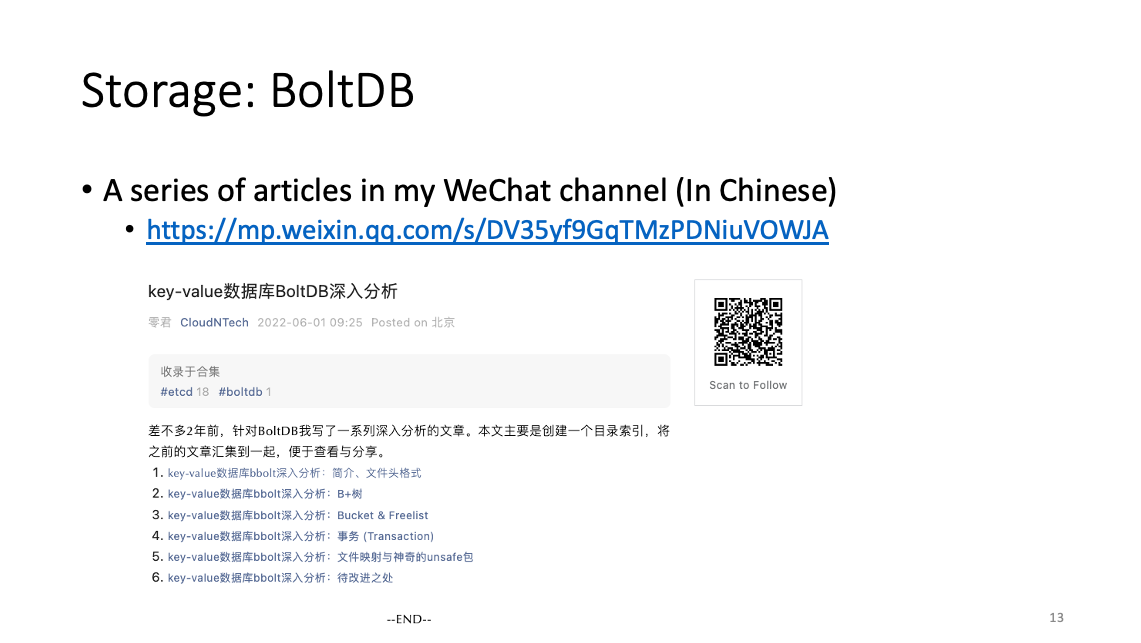 Storage: BoltDB
• A series of articles in my WeChat channel (In Chinese)
• https://mp.weixin.qq.com/s/DV35yf9GqTMzPDNiuVOWJA
key-value数据库BoltDB深入分析
零君 CloudNTech 2022-06-01 09:25 Posted on 北京
收录于合集
#etcd 18 #boltdb 1
Scan to Follow
差不多2年前，针对BoltDB我写了一系列深入分析的文章。本文主要是创建一个目录索引，将
之前的文章汇集到一起，便于查看与分享。
1. key-value数据库bbolt深入分析：简介、文件头格式
2. key-value数据库bbolt深入分析：B+树
3. key-value数据库bbolt深入分析：Bucket & Freelist
4. key-value数据库bbolt深入分析：事务 (Transaction)
5. key-value数据库bbolt深入分析：文件映射与神奇的unsafe包
6. key-value数据库bbolt深入分析：待改进之处
--END--
13